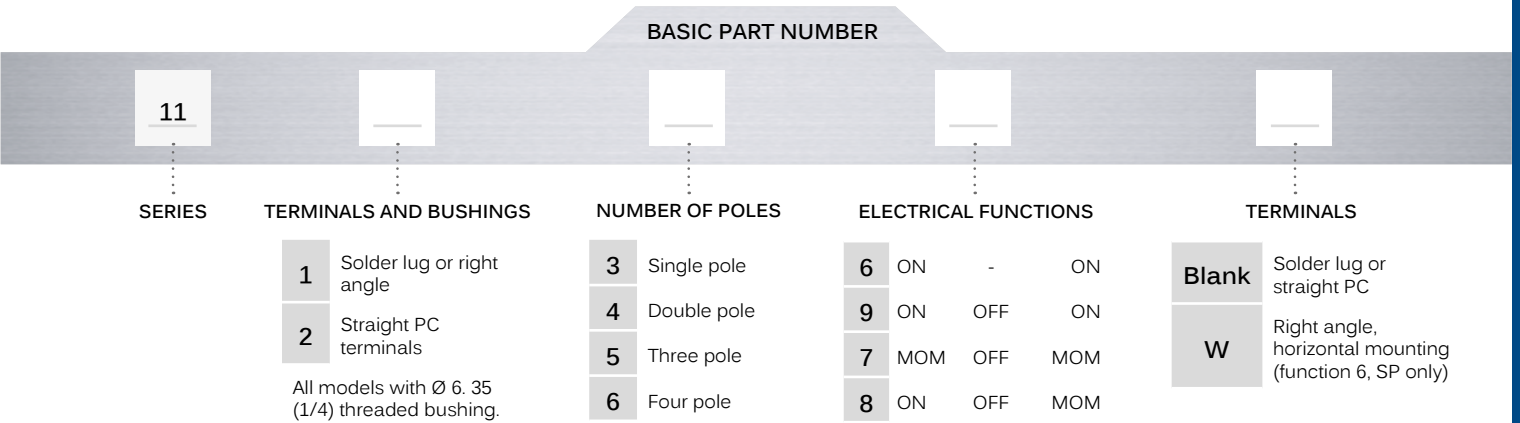 BASIC PART NUMBER
11
SERIES
TERMINALS AND BUSHINGS
1 Solder lug or right
angle
2 Straight PC
terminals
All models with Ø 6. 35
(1/4) threaded bushing.
NUMBER OF POLES
3 Single pole
4 Double pole
5 Three pole
6 Four pole
ELECTRICAL FUNCTIONS
6 ON - ON
9 ON OFF ON
7 MOM OFF MOM
8 ON OFF MOM
TERMINALS
Blank Solder lug or
straight PC
W Right angle,
horizontal mounting
(function 6, SP only)